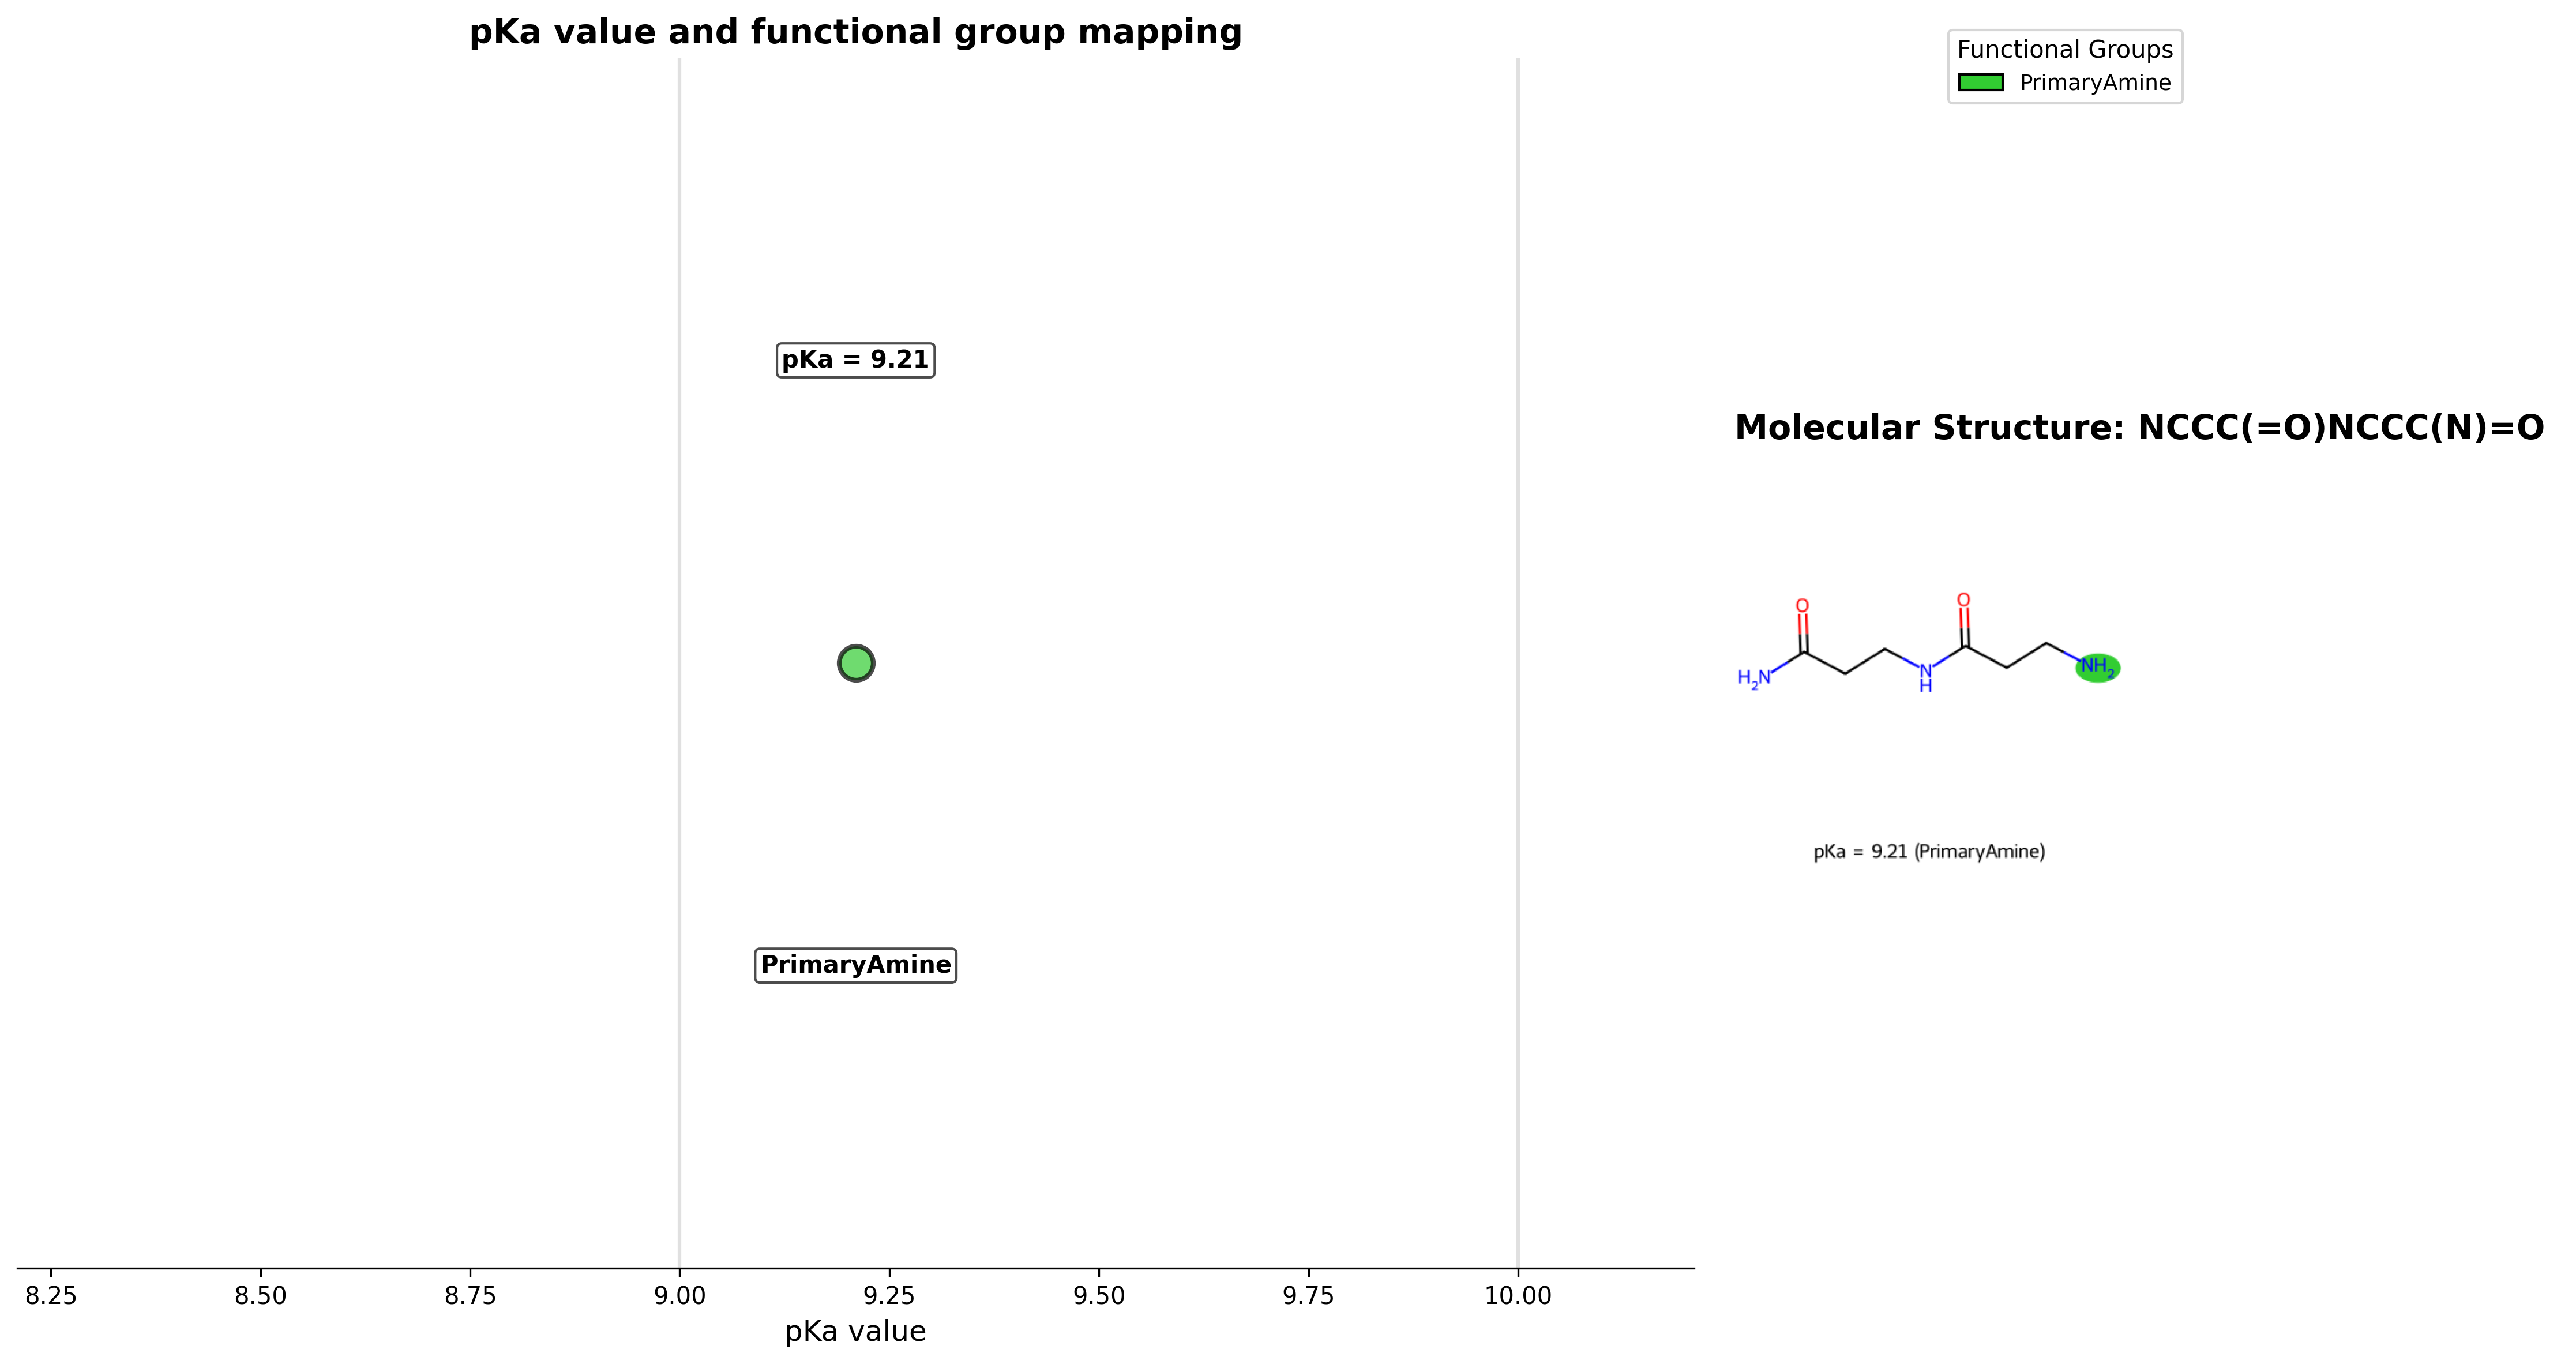 pKa value and functional group mapping
pKa = 9.21
PrimaryAmine
8.25 8.50 8.75 9.00 9.25 9.50 9.75 10.00
pKa value
Functional Groups
PrimaryAmine
Molecular Structure: NCCC(=O)NCCC(N)=O
O O
H2N N H NH2
pKa = 9.21 (PrimaryAmine)